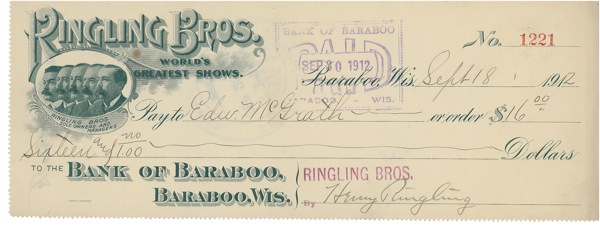 RINGLING BROS.
WORLD'S
GREATEST SHOWS.
RINGLING BROS.
SOLE OWNERS AND
MANAGERS.
BANK OF BARABOO
PAID
SEP 20 1912
BARABOO - WIS.
No. 1221
Baraboo, Wis. Sept 18, 1912
Pay to Edw. McGrath or order $16 00/
Sixteen and no/100 Dollars
TO THE BANK OF BARABOO,
BARABOO, WIS.
RINGLING BROS.
By Henry Ringling